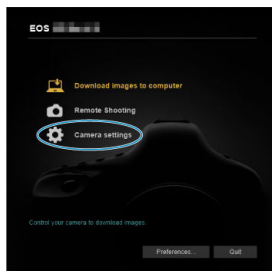 EOS
Download images to computer
Remote Shooting
Camera settings
Control your camera to download images.
Preferences... Quit